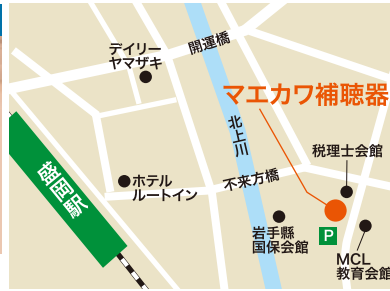 デイリー
ヤマザキ
開運橋
マエカワ補聴器
北上川
税理士会館
盛岡駅
ホテル
ルートイン
不来方橋
岩手縣
国保会館
P
MCL
教育会館